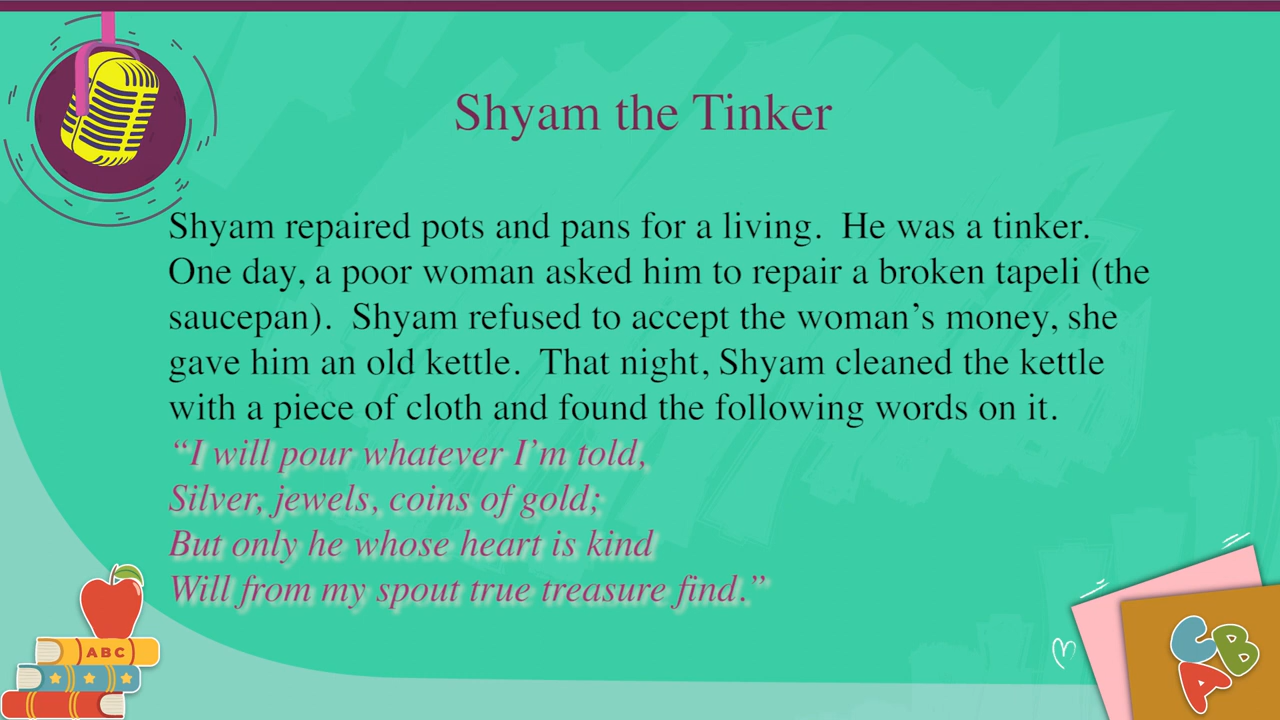 Shyam the Tinker
Shyam repaired pots and pans for a living.  He was a tinker.
One day, a poor woman asked him to repair a broken tapeli (the
saucepan).  Shyam refused to accept the woman’s money, she
gave him an old kettle.  That night, Shyam cleaned the kettle
with a piece of cloth and found the following words on it.
“I will pour whatever I’m told,
Silver, jewels, coins of gold;
But only he whose heart is kind
Will from my spout true treasure find.”
ABC
C B
A